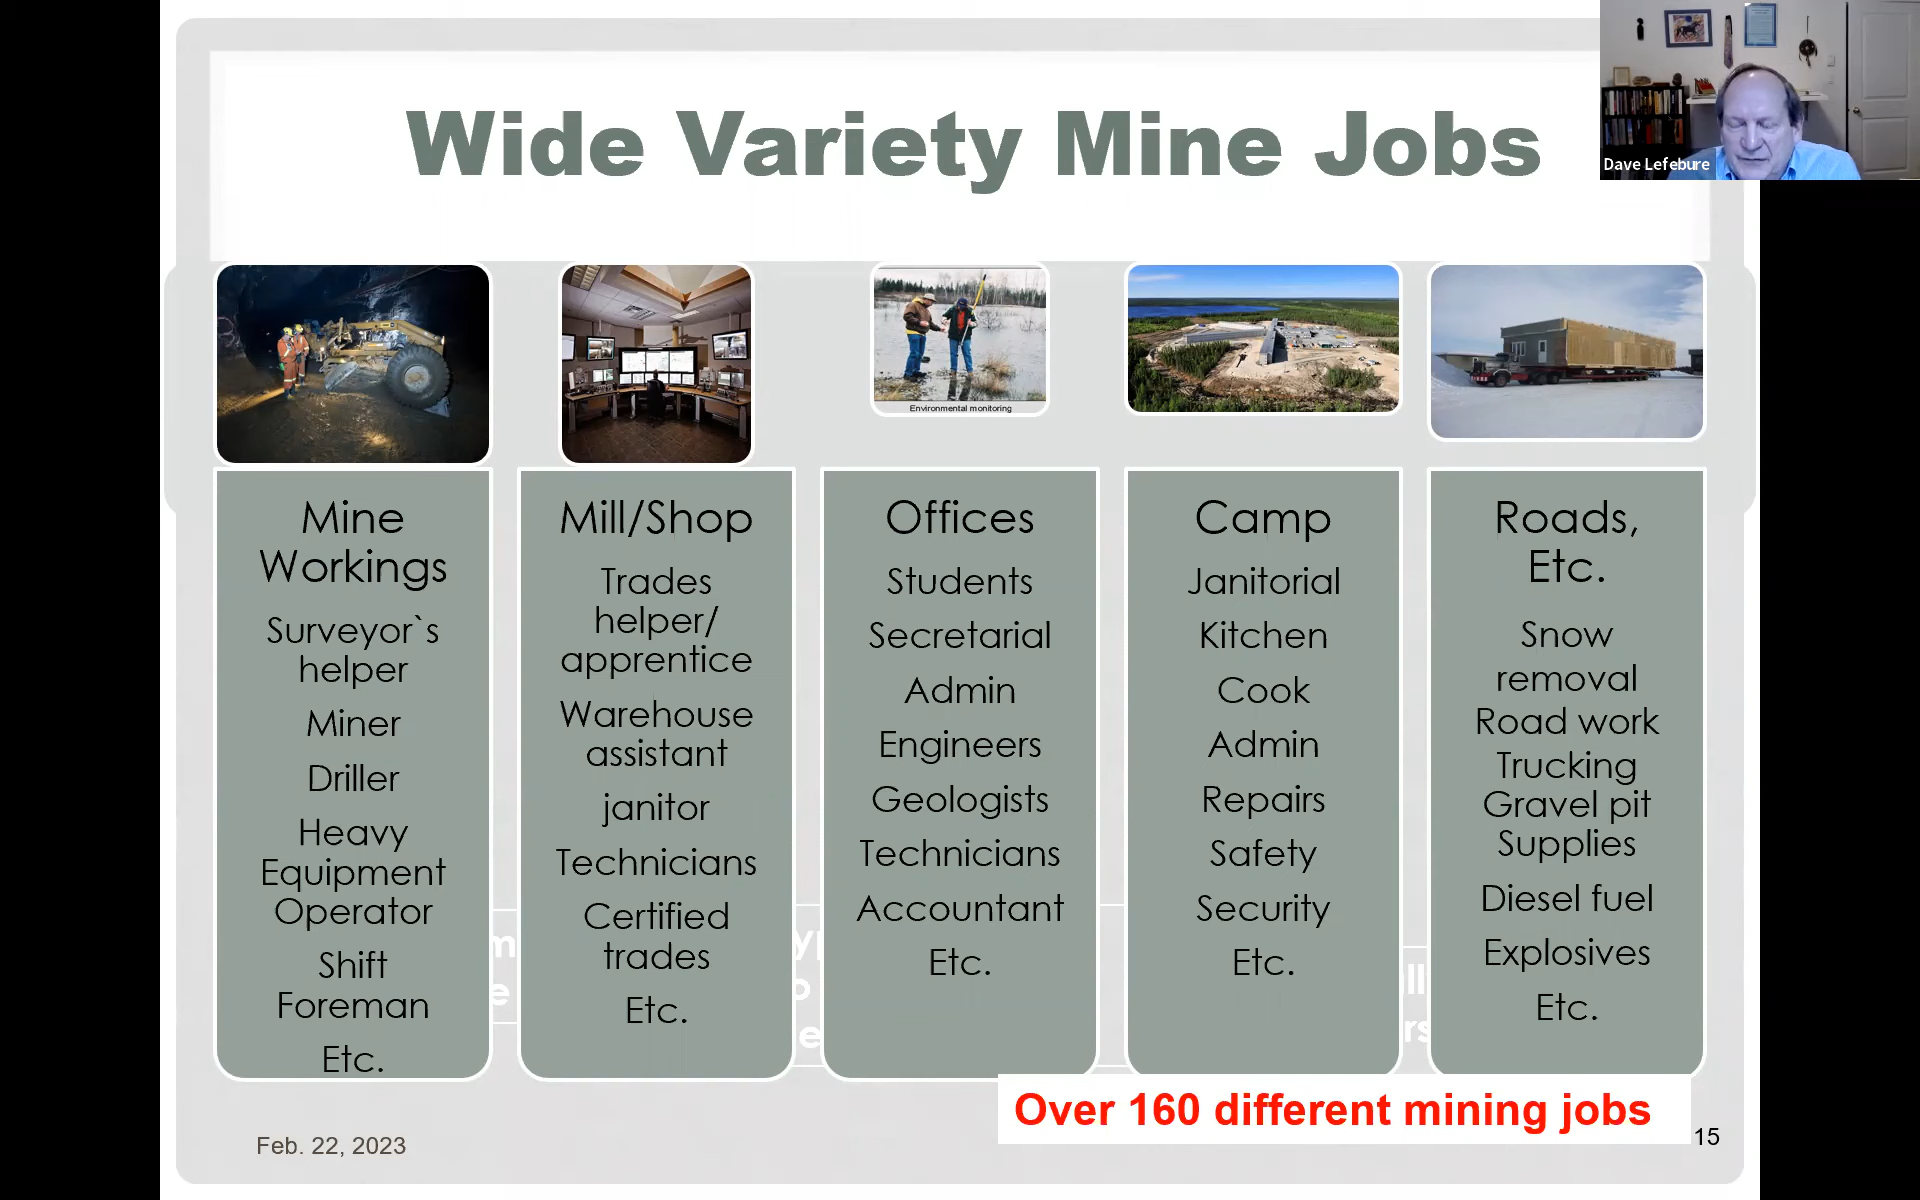 Wide Variety Mine Jobs
Dave Lefebure
Environmental monitoring
Mine
Workings
Surveyor`s
helper
Miner
Driller
Heavy
Equipment
Operator
Shift
Foreman
Etc.
Mill/Shop
Trades
helper/
apprentice
Warehouse
assistant
janitor
Technicians
Certified
trades
Etc.
Offices
Students
Secretarial
Admin
Engineers
Geologists
Technicians
Accountant
Etc.
Camp
Janitorial
Kitchen
Cook
Admin
Repairs
Safety
Security
Etc.
Roads,
Etc.
Snow
removal
Road work
Trucking
Gravel pit
Supplies
Diesel fuel
Explosives
Etc.
Over 160 different mining jobs
Feb. 22, 2023
15